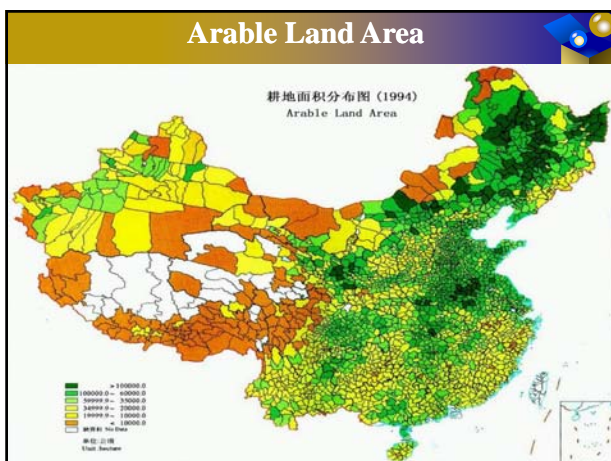 Arable Land Area
耕地面积分布图 (1994)
Arable Land Area
>100000.0
100000.0 - 60000.0
59999.9 - 35000.0
34999.9 - 20000.0
19999.9 - 10000.0
< 10000.0
No Data
单位:公顷
Unit: hectare